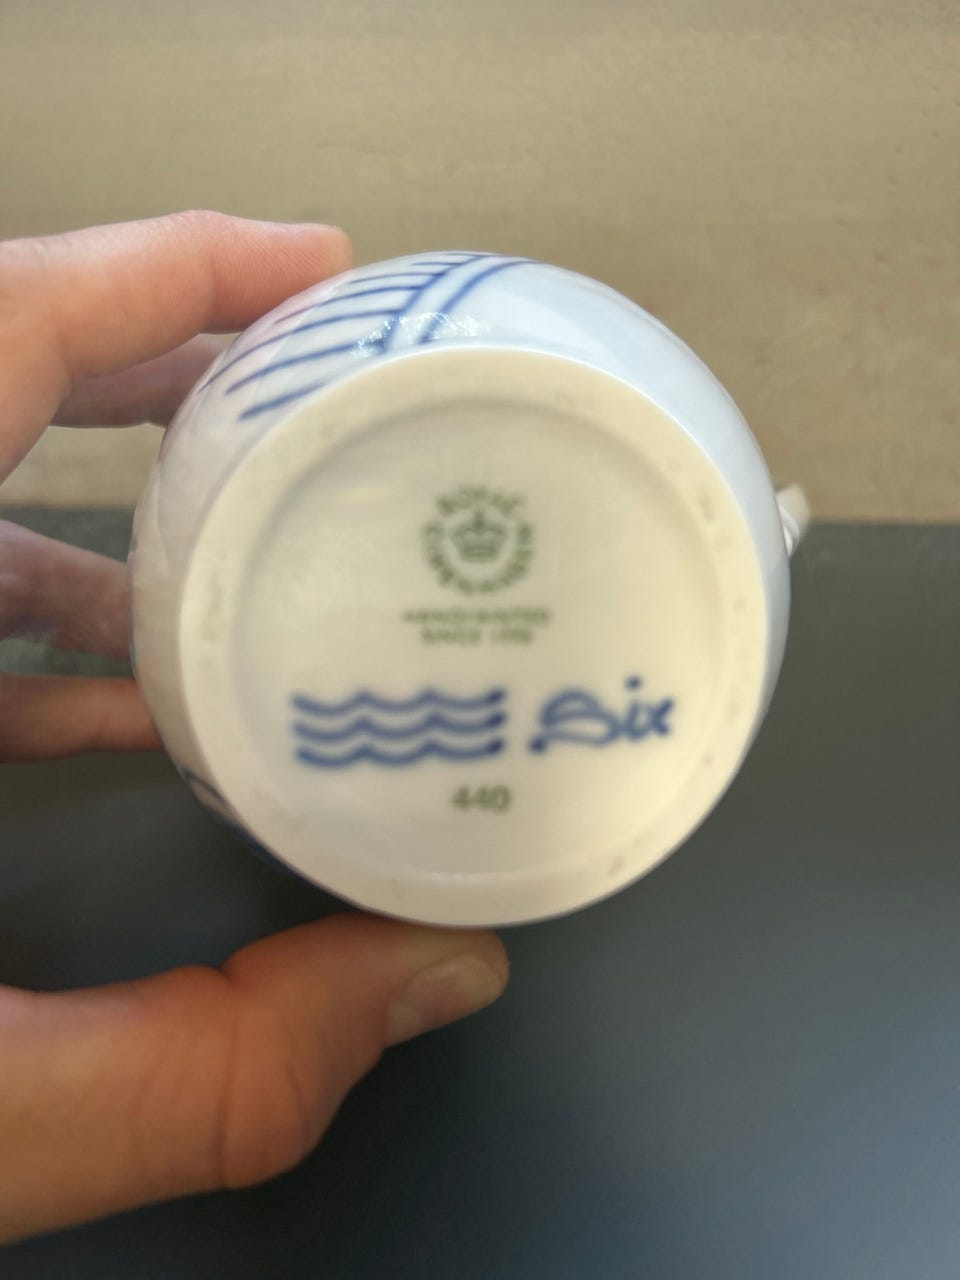 ROYAL COPENHAGEN
HANDPAINTED
SINCE 1775
Six
440